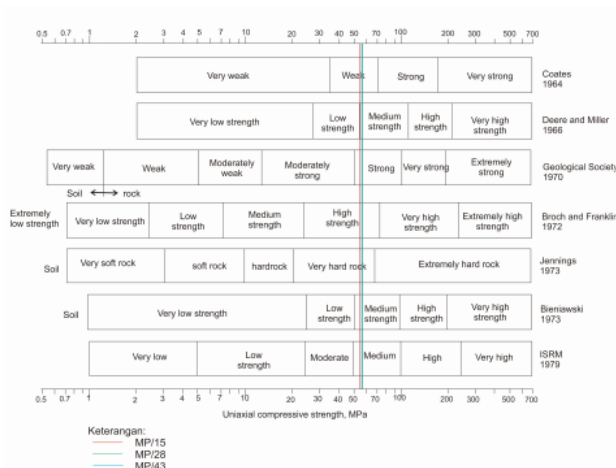 0.5 0.7 1 2 3 4 5 7 10 20 30 40 50 70 100 200 300 400 500 700
Very weak Weak Strong Very strong Coates
1964
Very low strength Low
strength Medium
strength High
strength Very high
strength Deere and Miller
1966
Very weak Weak Moderately
weak Moderately
strong Strong Very strong Extremely
strong Geological Society
1970
Soil rock
Extremely
low strength Very low strength Low
strength Medium
strength High
strength Very high
strength Extremely high
strength Broch and Franklin
1972
Soil Very soft rock soft rock hardrock Very hard rock Extremely hard rock Jennings
1973
Soil Very low strength Low
strength Medium
strength High
strength Very high
strength Bieniawski
1973
Very low Low
strength Moderate Medium High Very high ISRM
1979
0.5 0.7 1 2 3 4 5 7 10 20 30 40 50 70 100 200 300 400 500 700
Uniaxial compressive strength, MPa
Keterangan:
MP/15
MP/28
MP/43